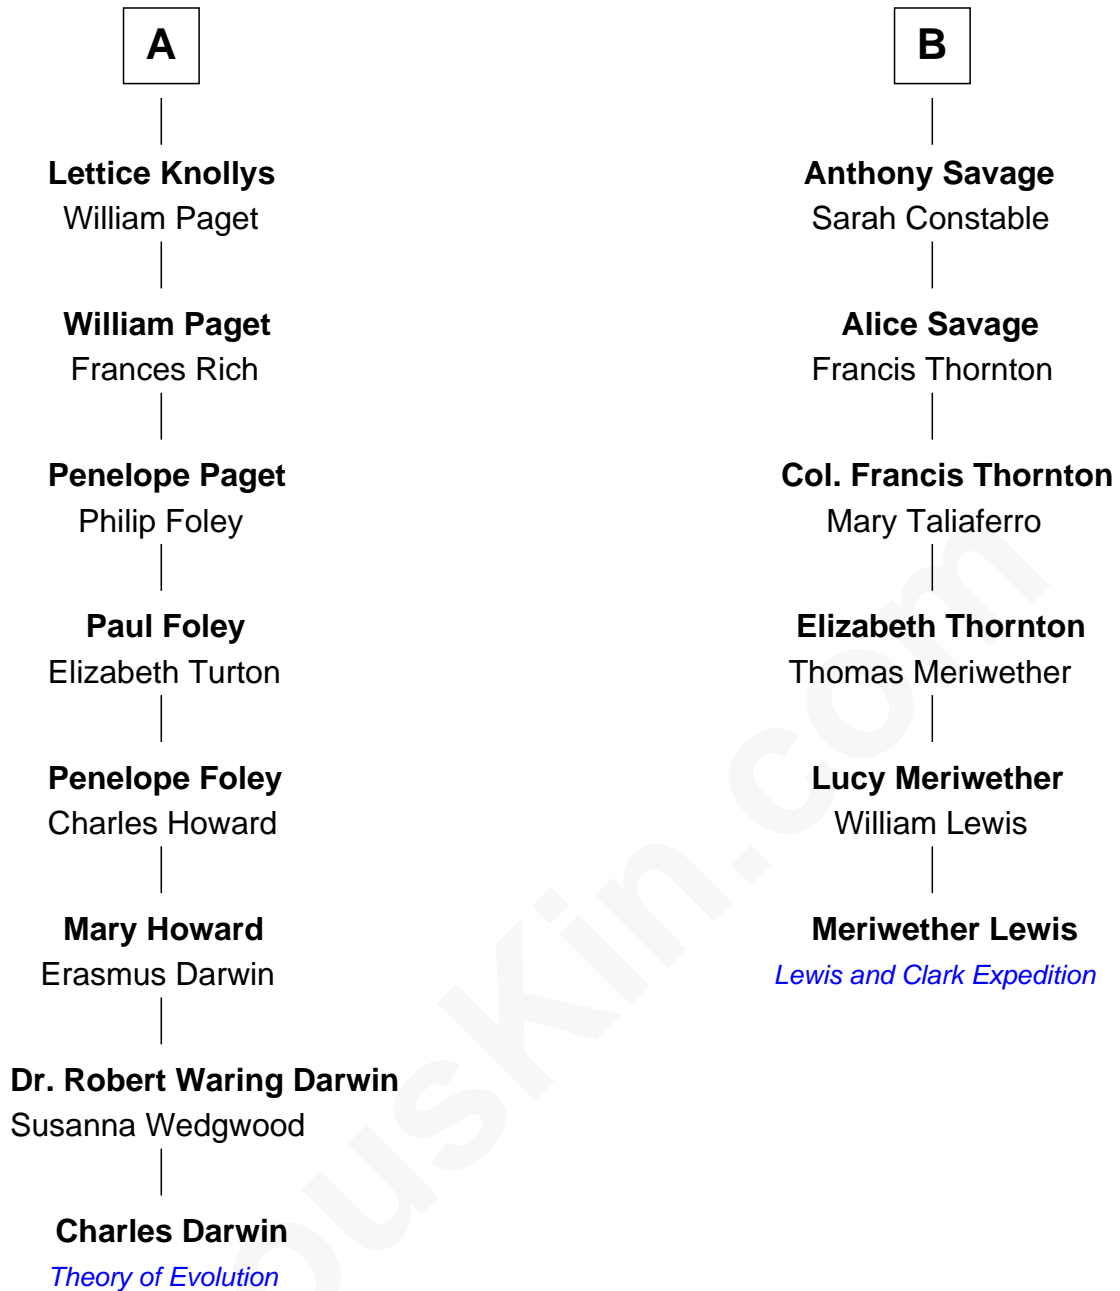 A
Lettice Knollys
William Paget
William Paget
Frances Rich
Penelope Paget
Philip Foley
Paul Foley
Elizabeth Turton
Penelope Foley
Charles Howard
Mary Howard
Erasmus Darwin
Dr. Robert Waring Darwin
Susanna Wedgwood
Charles Darwin
Theory of Evolution
B
Anthony Savage
Sarah Constable
Alice Savage
Francis Thornton
Col. Francis Thornton
Mary Taliaferro
Elizabeth Thornton
Thomas Meriwether
Lucy Meriwether
William Lewis
Meriwether Lewis
Lewis and Clark Expedition
ousKin.com